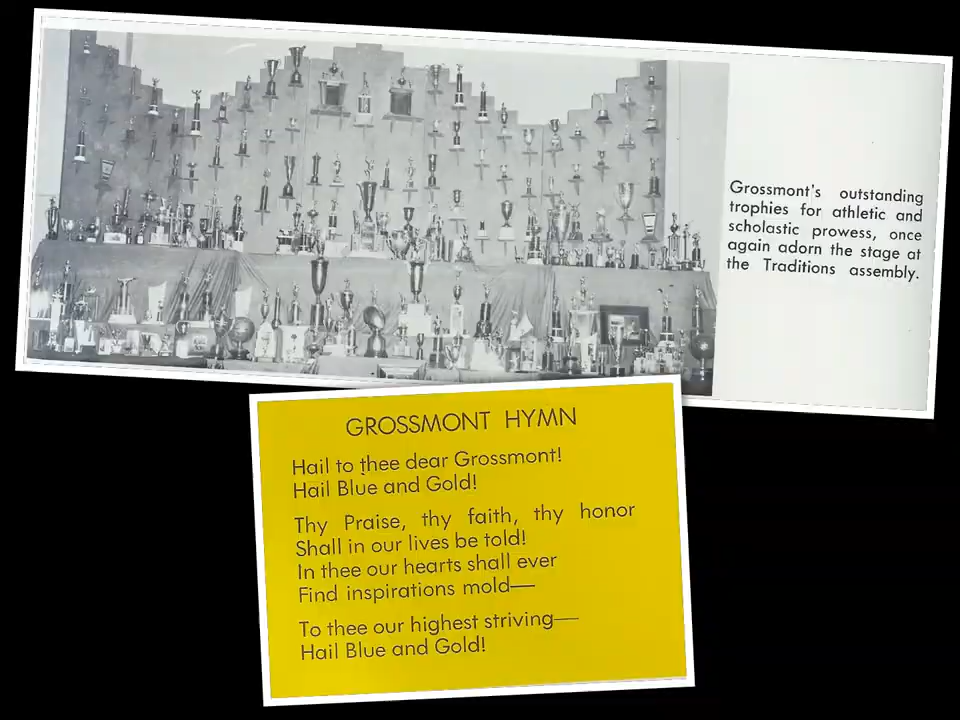 Grossmont's outstanding
trophies for athletic and
scholastic prowess, once
again adorn the stage at
the Traditions assembly.
GROSSMONT HYMN
Hail to thee dear Grossmont!
Hail Blue and Gold!
Thy Praise, thy faith, thy honor
Shall in our lives be told!
In thee our hearts shall ever
Find inspirations mold—
To thee our highest striving—
Hail Blue and Gold!